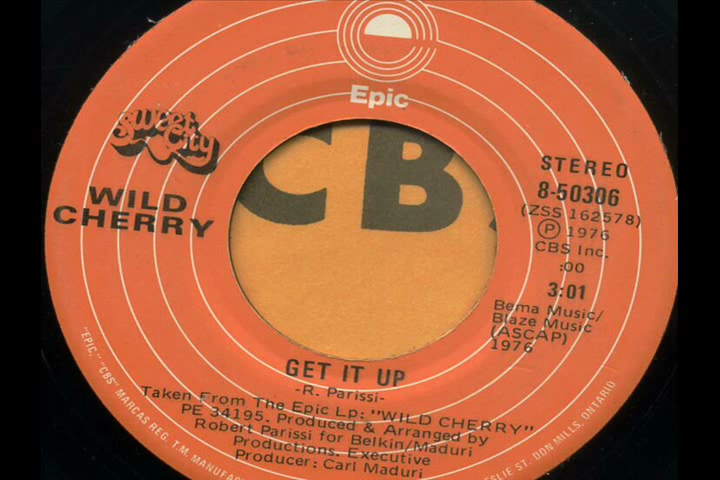 Epic
Sweet City
WILD
CHERRY
CB
STEREO
8-50306
(ZSS 162578)
Ⓟ 1976
CBS Inc.
:00
3:01
Bema Music/
Blaze Music
(ASCAP)
1976
GET IT UP
-R. Parissi-
Taken From The Epic Lp: "WILD CHERRY"
PE 34195. Produced & Arranged by
Robert Parissi for Belkin/Maduri
Productions. Executive
Producer: Carl Maduri
"EPIC," "CBS" MARCAS REG. T.M. MANUFAC
LIE ST. DON MILLS, ONTARIO